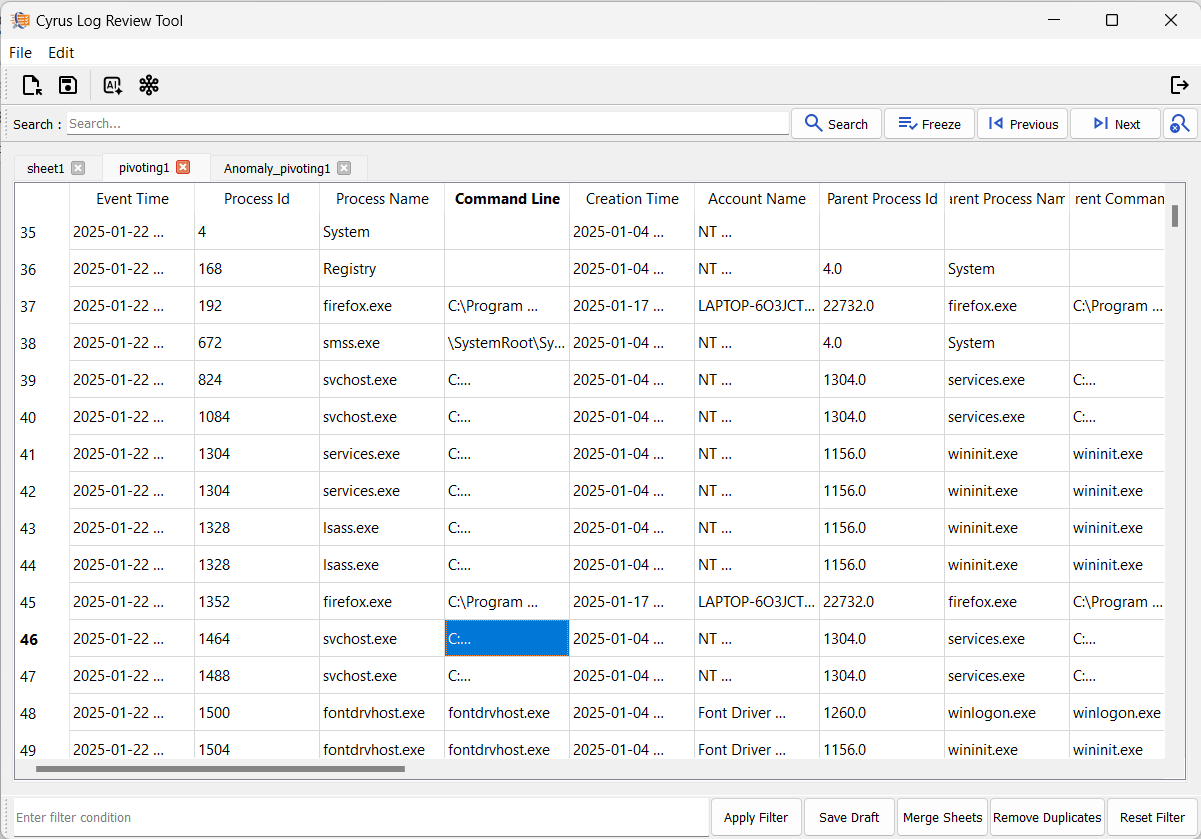 Cyrus Log Review Tool
File Edit
AI
Search : Search... Search Freeze Previous Next
sheet1 pivoting1 Anomaly_pivoting1
Event Time Process Id Process Name Command Line Creation Time Account Name Parent Process Id arent Process Nam rent Comman
35 2025-01-22 ... 4 System 2025-01-04 ... NT ...
36 2025-01-22 ... 168 Registry 2025-01-04 ... NT ... 4.0 System
37 2025-01-22 ... 192 firefox.exe C:\Program ... 2025-01-17 ... LAPTOP-6O3JCT... 22732.0 firefox.exe C:\Program ...
38 2025-01-22 ... 672 smss.exe \SystemRoot\Sy... 2025-01-04 ... NT ... 4.0 System
39 2025-01-22 ... 824 svchost.exe C:... 2025-01-04 ... NT ... 1304.0 services.exe C:...
40 2025-01-22 ... 1084 svchost.exe C:... 2025-01-04 ... NT ... 1304.0 services.exe C:...
41 2025-01-22 ... 1304 services.exe C:... 2025-01-04 ... NT ... 1156.0 wininit.exe wininit.exe
42 2025-01-22 ... 1304 services.exe C:... 2025-01-04 ... NT ... 1156.0 wininit.exe wininit.exe
43 2025-01-22 ... 1328 lsass.exe C:... 2025-01-04 ... NT ... 1156.0 wininit.exe wininit.exe
44 2025-01-22 ... 1328 lsass.exe C:... 2025-01-04 ... NT ... 1156.0 wininit.exe wininit.exe
45 2025-01-22 ... 1352 firefox.exe C:\Program ... 2025-01-17 ... LAPTOP-6O3JCT... 22732.0 firefox.exe C:\Program ...
46 2025-01-22 ... 1464 svchost.exe C:... 2025-01-04 ... NT ... 1304.0 services.exe C:...
47 2025-01-22 ... 1488 svchost.exe C:... 2025-01-04 ... NT ... 1304.0 services.exe C:...
48 2025-01-22 ... 1500 fontdrvhost.exe fontdrvhost.exe 2025-01-04 ... Font Driver ... 1260.0 winlogon.exe winlogon.exe
49 2025-01-22 ... 1504 fontdrvhost.exe fontdrvhost.exe 2025-01-04 ... Font Driver ... 1156.0 wininit.exe wininit.exe
Enter filter condition Apply Filter Save Draft Merge Sheets Remove Duplicates Reset Filter